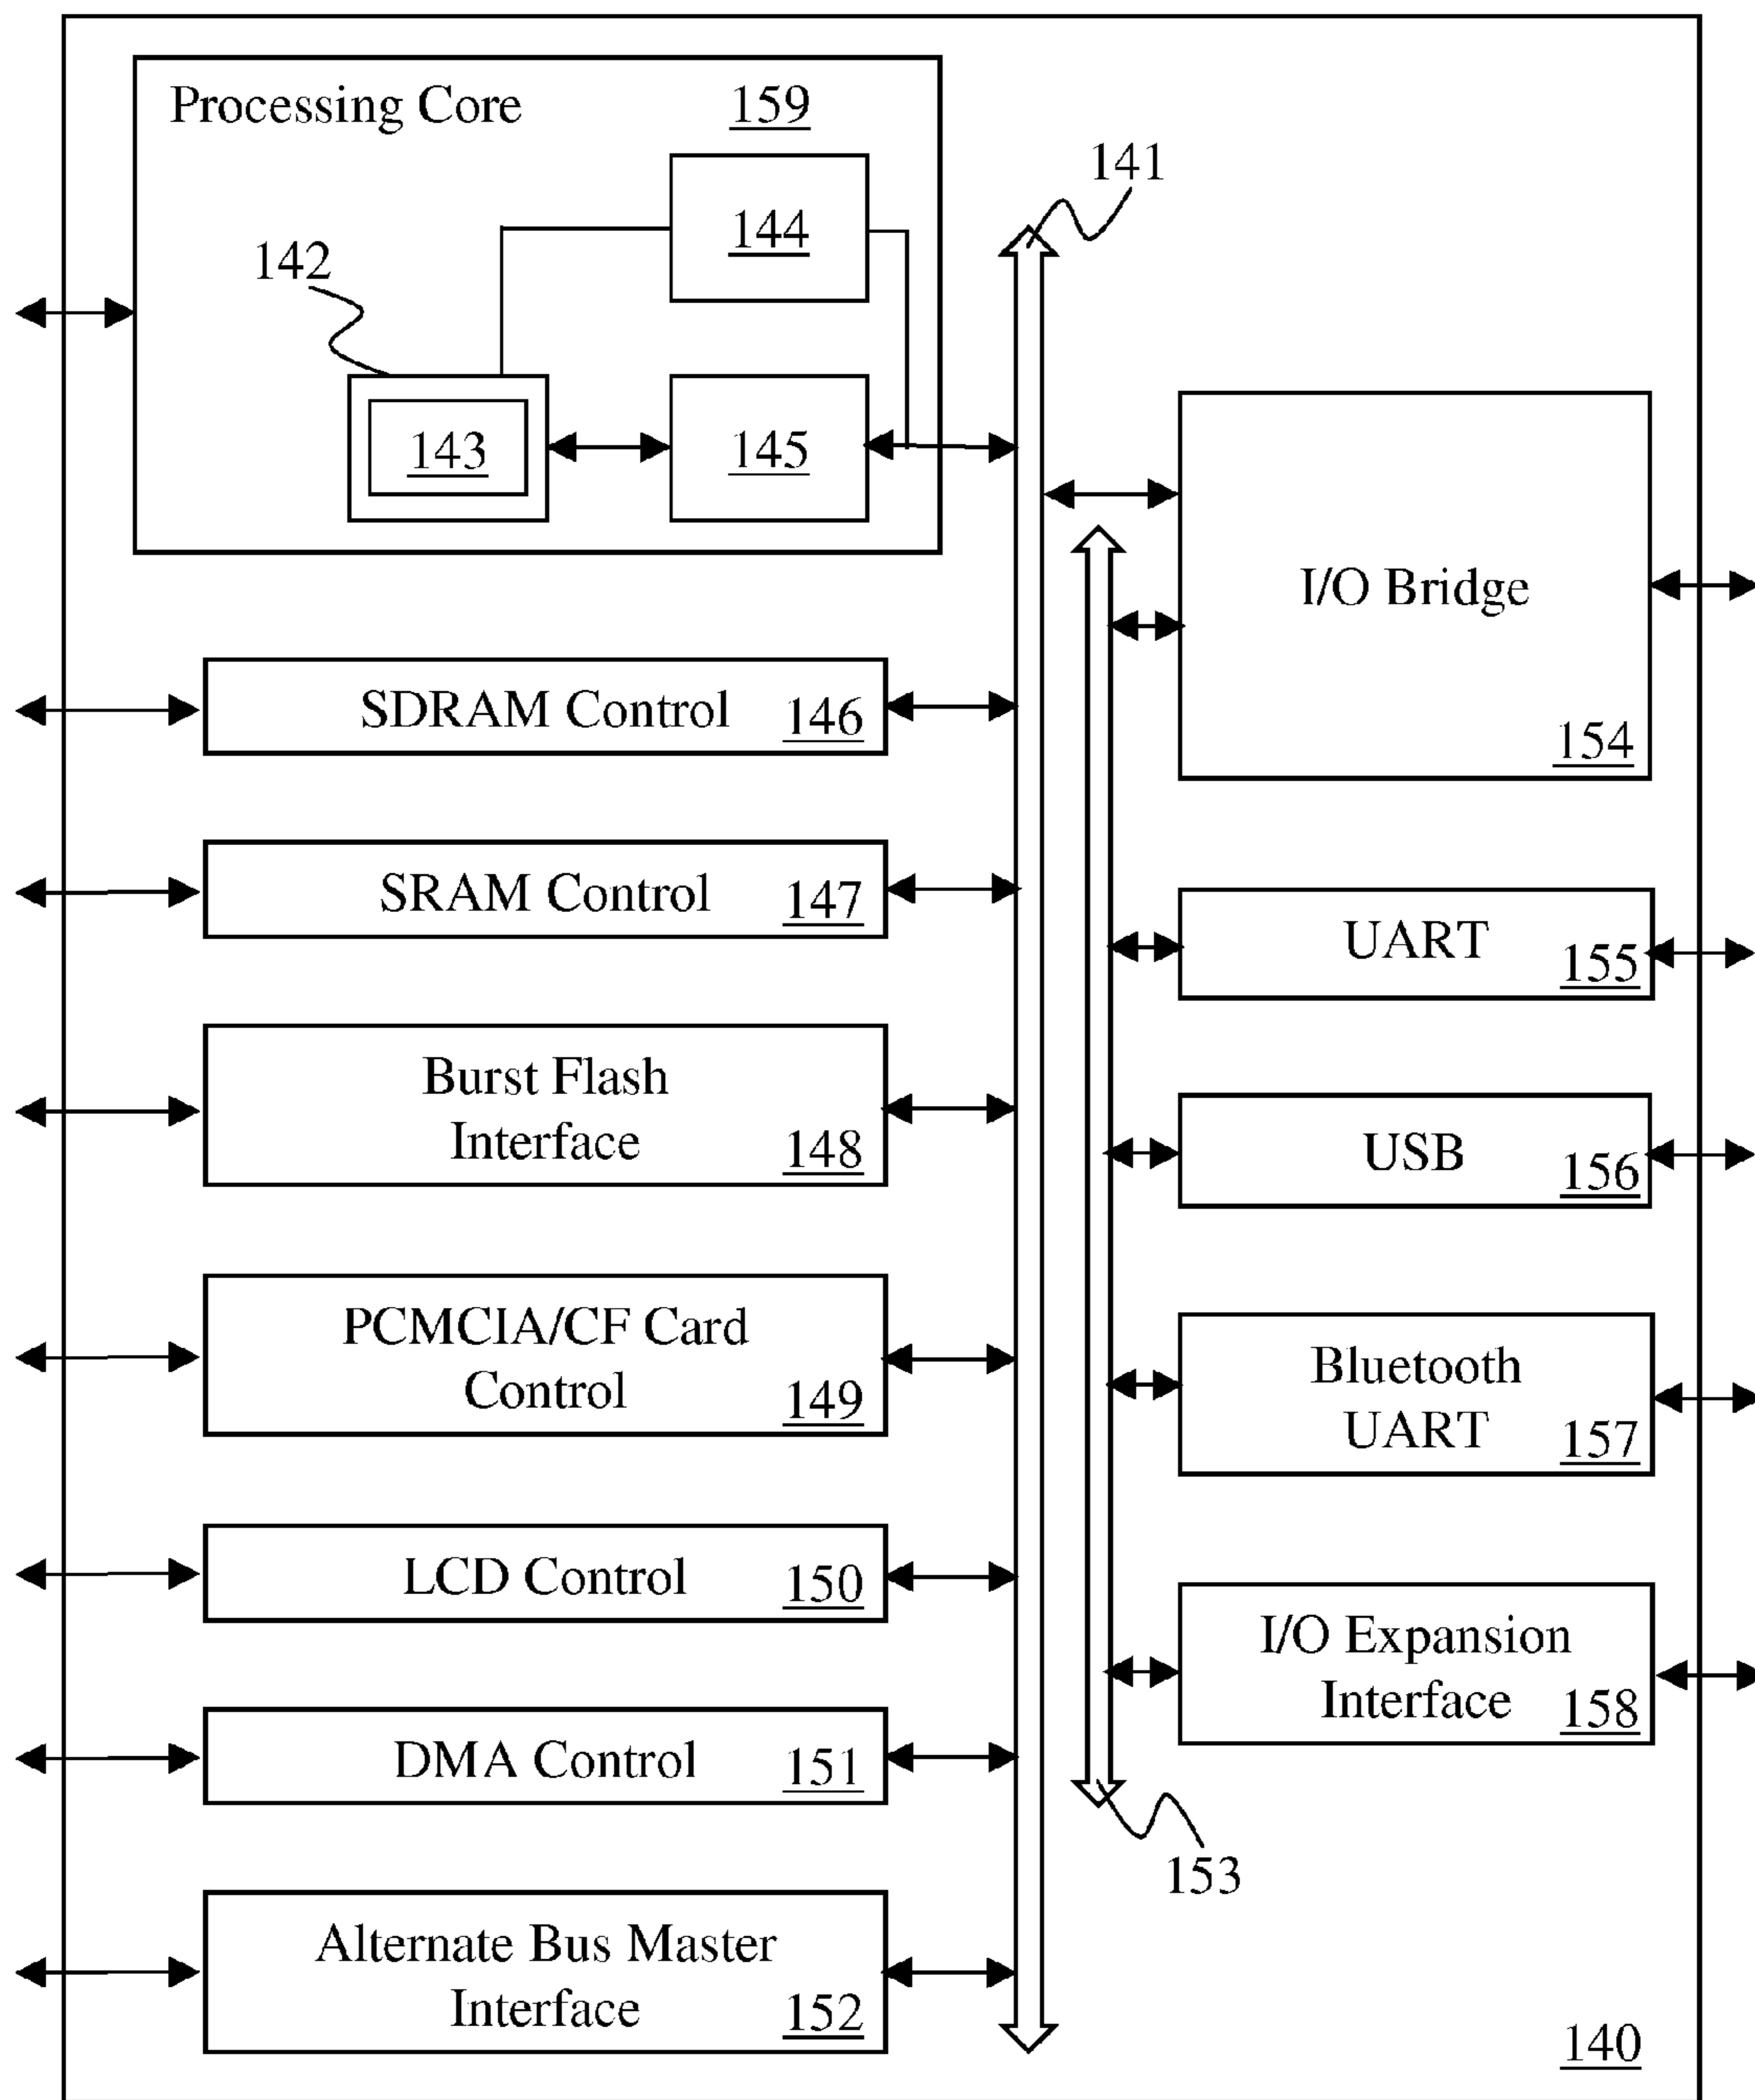 Processing Core 159
141
144
142
143
145
I/O Bridge
154
SDRAM Control 146
SRAM Control 147
UART 155
Burst Flash
Interface 148
USB 156
PCMCIA/CF Card
Control 149
Bluetooth
UART 157
LCD Control 150
I/O Expansion
Interface 158
DMA Control 151
153
Alternate Bus Master
Interface 152
140